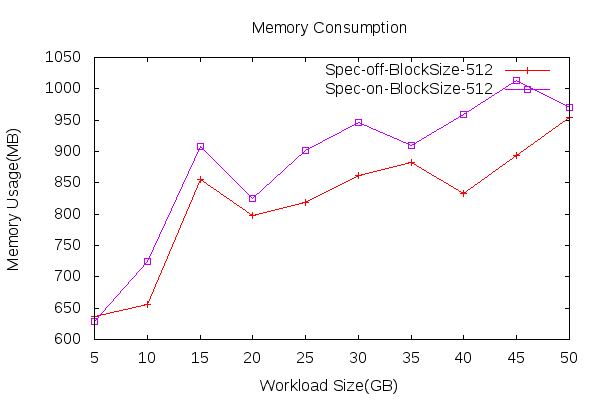 Memory Consumption
1050
1000
950
900
850
800
750
700
650
600
Memory Usage(MB)
Spec-off-BlockSize-512
Spec-on-BlockSize-512
5 10 15 20 25 30 35 40 45 50
Workload Size(GB)